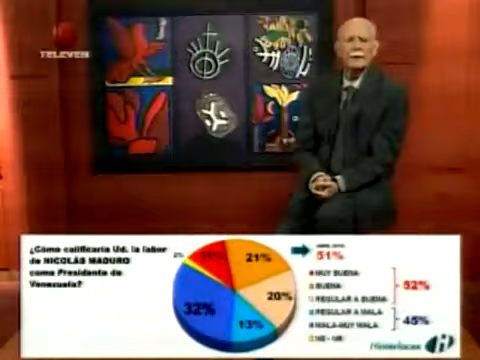 TELEVEN
¿Cómo calificaría Ud. la labor
de NICOLÁS MADURO
como Presidente de
Venezuela?
2%
11%
21%
20%
13%
32%
51%
MUY BUENA
BUENA
REGULAR A BUENA
REGULAR A MALA
MALA-MUY MALA
NS - NR
52%
45%
Hinterlaces